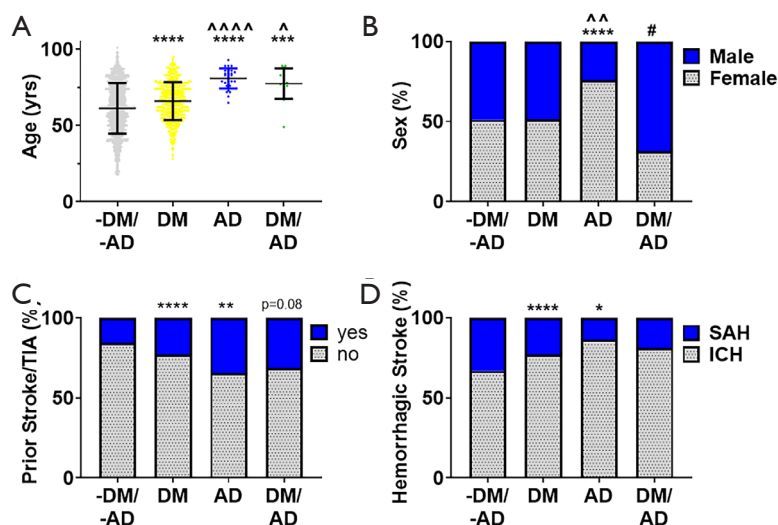 A
Age (yrs)
100
50
0
****
^^^^
****
^
***
-DM/
-AD
DM
AD
DM/
AD
B
Sex (%)
100
50
0
^^
****
#
Male
Female
-DM/
-AD
DM
AD
DM/
AD
C
Prior Stroke/TIA (%)
100
50
0
****
**
p=0.08
yes
no
-DM/
-AD
DM
AD
DM/
AD
D
Hemorrhagic Stroke (%)
100
50
0
****
*
SAH
ICH
-DM/
-AD
DM
AD
DM/
AD